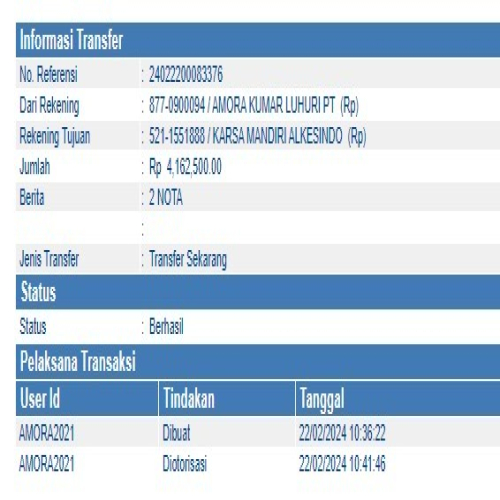 Informasi Transfer
No. Referensi : 24022200083376
Dari Rekening : 877-0900094 / AMORA KUMAR LUHURI PT (Rp)
Rekening Tujuan : 521-1551888 / KARSA MANDIRI ALKESINDO (Rp)
Jumlah : Rp 4,162,500.00
Berita : 2 NOTA
:
Jenis Transfer : Transfer Sekarang
Status
Status : Berhasil
Pelaksana Transaksi
User Id Tindakan Tanggal
AMORA2021 Dibuat 22/02/2024 10:36:22
AMORA2021 Diotorisasi 22/02/2024 10:41:46